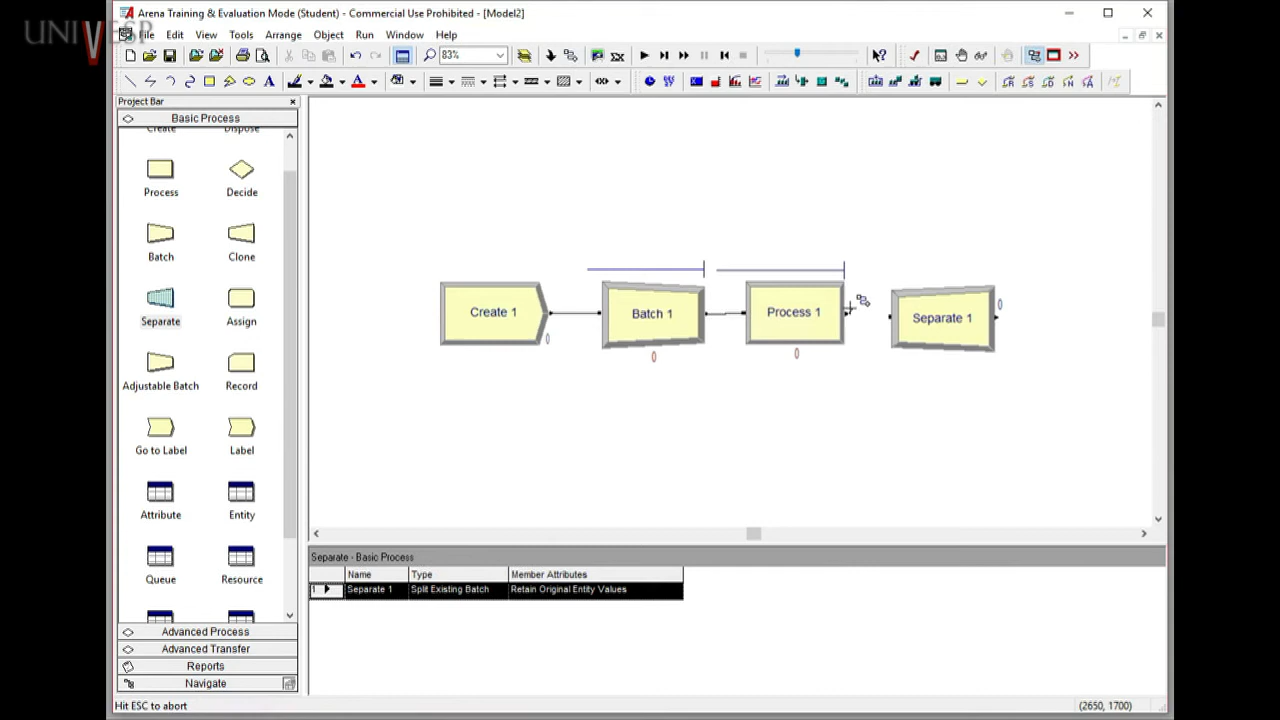 UNIVESP
Arena Training & Evaluation Mode (Student) - Commercial Use Prohibited - [Model2]
File Edit View Tools Arrange Object Run Window Help
83%
Project Bar
Basic Process
Create Dispose
Process Decide
Batch Clone
Separate Assign
Adjustable Batch Record
Go to Label Label
Attribute Entity
Queue Resource
Advanced Process
Advanced Transfer
Reports
Navigate
Create 1
0
Batch 1
0
Process 1
0
Separate 1
0
Separate - Basic Process
Name Type Member Attributes
1 Separate 1 Split Existing Batch Retain Original Entity Values
Hit ESC to abort
(2650, 1700)